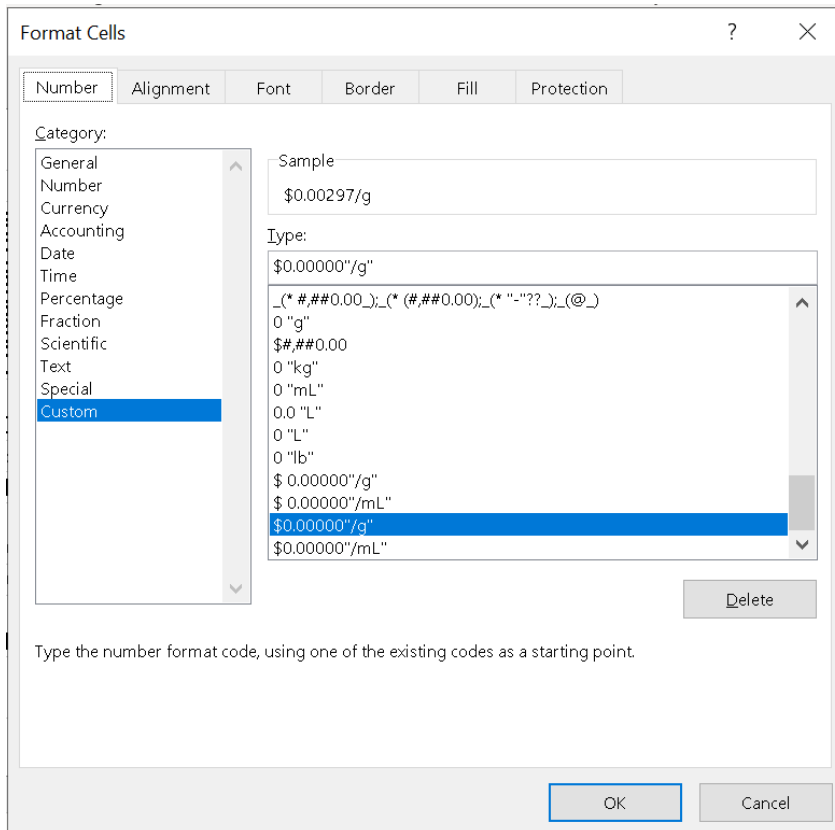 Format Cells ?
Number Alignment Font Border Fill Protection
Category:
General
Number
Currency
Accounting
Date
Time
Percentage
Fraction
Scientific
Text
Special
Custom
Sample
$0.00297/g
Type:
$0.00000"/g"
_(* #,##0.00_);_(* (#,##0.00);_(* "-"??_);_(@_)
0 "g"
$#,##0.00
0 "kg"
0 "mL"
0.0 "L"
0 "L"
0 "lb"
$ 0.00000"/g"
$ 0.00000"/mL"
$0.00000"/g"
$0.00000"/mL"
Delete
Type the number format code, using one of the existing codes as a starting point.
OK Cancel